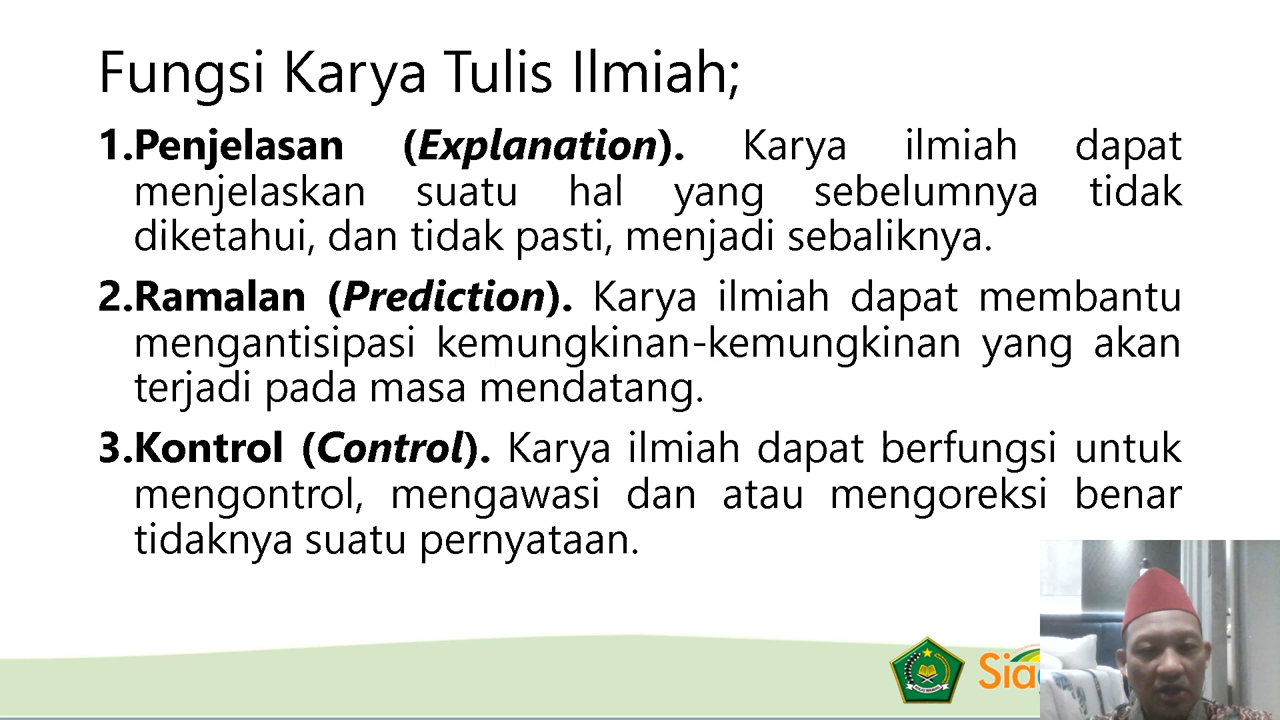 Fungsi Karya Tulis Ilmiah;
1.Penjelasan (Explanation). Karya ilmiah dapat
menjelaskan suatu hal yang sebelumnya tidak
diketahui, dan tidak pasti, menjadi sebaliknya.
2.Ramalan (Prediction). Karya ilmiah dapat membantu
mengantisipasi kemungkinan-kemungkinan yang akan
terjadi pada masa mendatang.
3.Kontrol (Control). Karya ilmiah dapat berfungsi untuk
mengontrol, mengawasi dan atau mengoreksi benar
tidaknya suatu pernyataan.